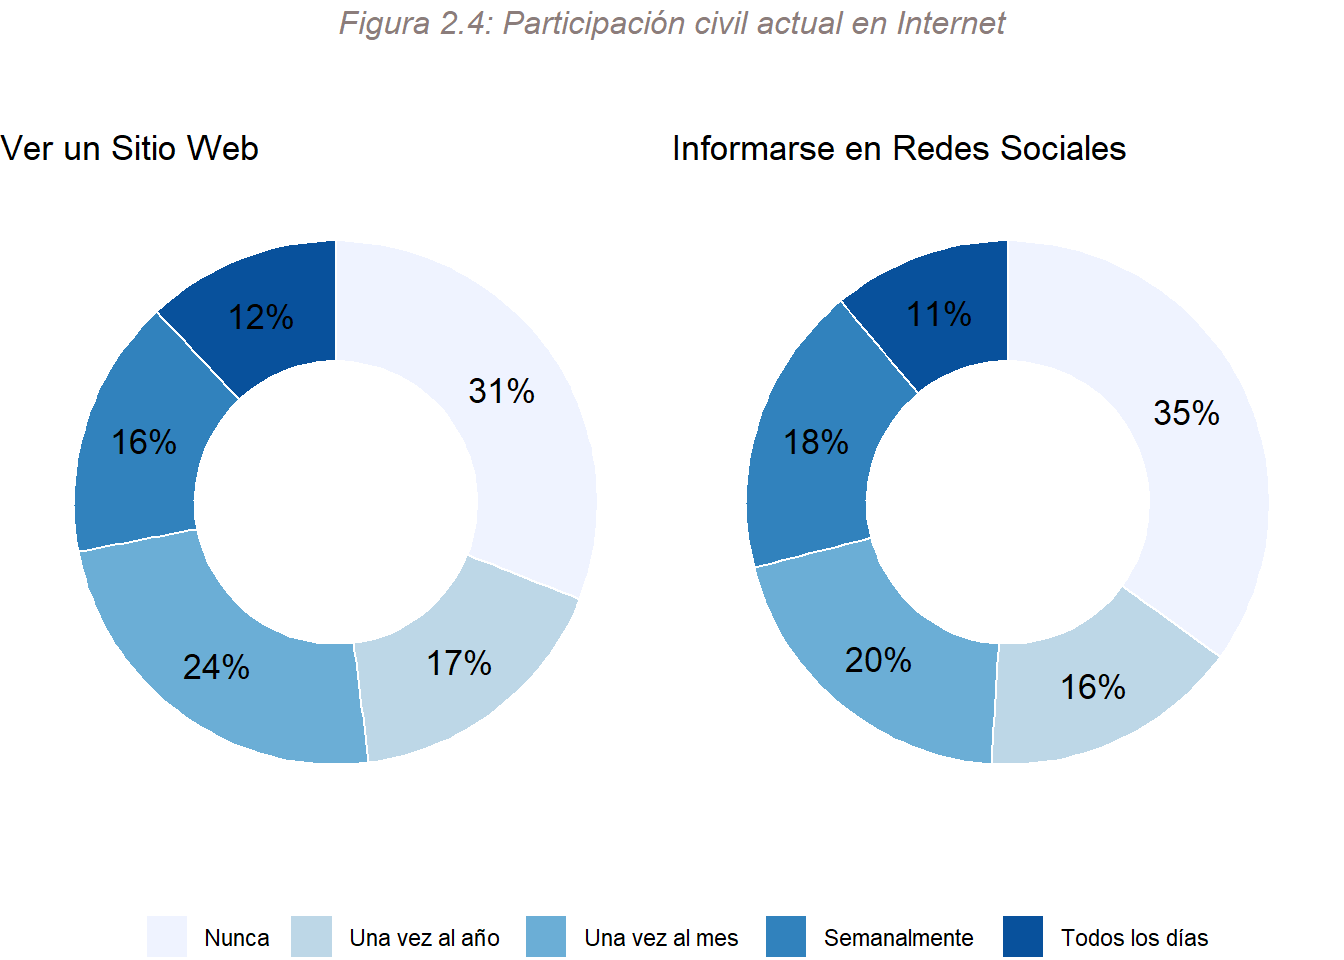 Figura 2.4: Participación civil actual en Internet
Ver un Sitio Web
12%
31%
16%
24%
17%
Informarse en Redes Sociales
11%
35%
18%
20%
16%
Nunca
Una vez al año
Una vez al mes
Semanalmente
Todos los días